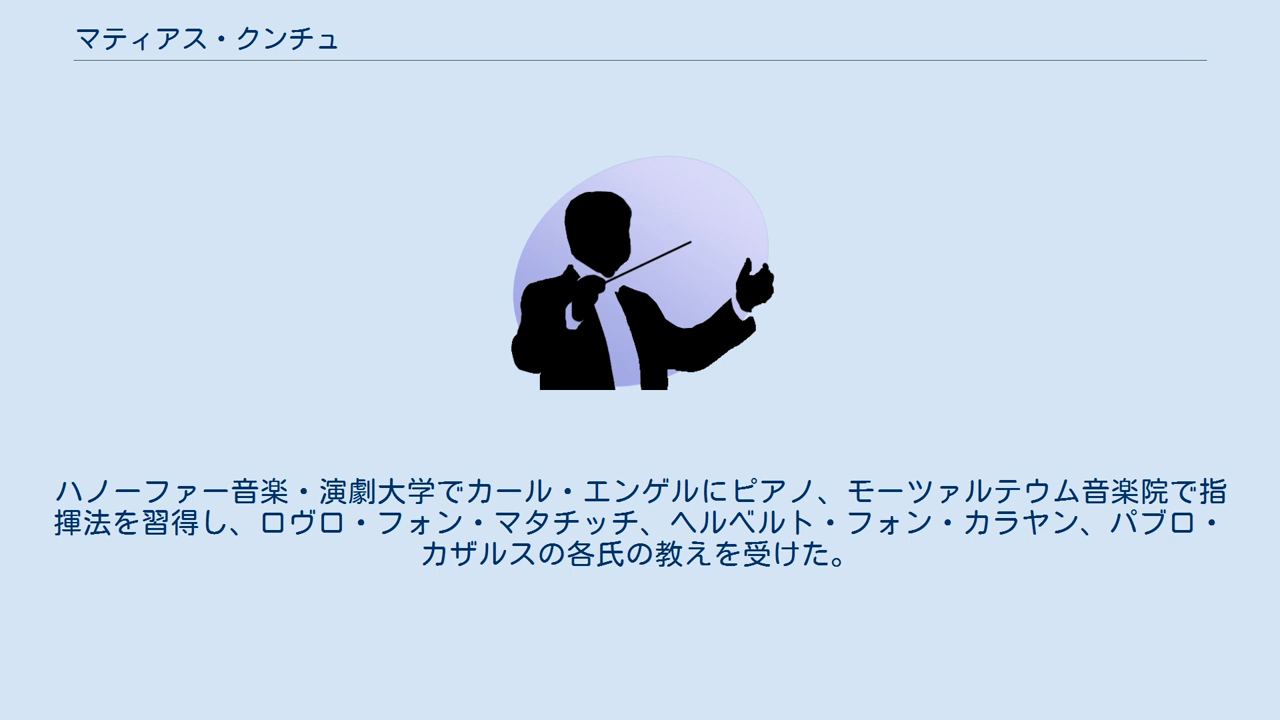 マティアス・クンチュ
ハノーファー音楽・演劇大学でカール・エンゲルにピアノ、モーツァルテウム音楽院で指
揮法を習得し、ロヴロ・フォン・マタチッチ、ヘルベルト・フォン・カラヤン、パブロ・
カザルスの各氏の教えを受けた。